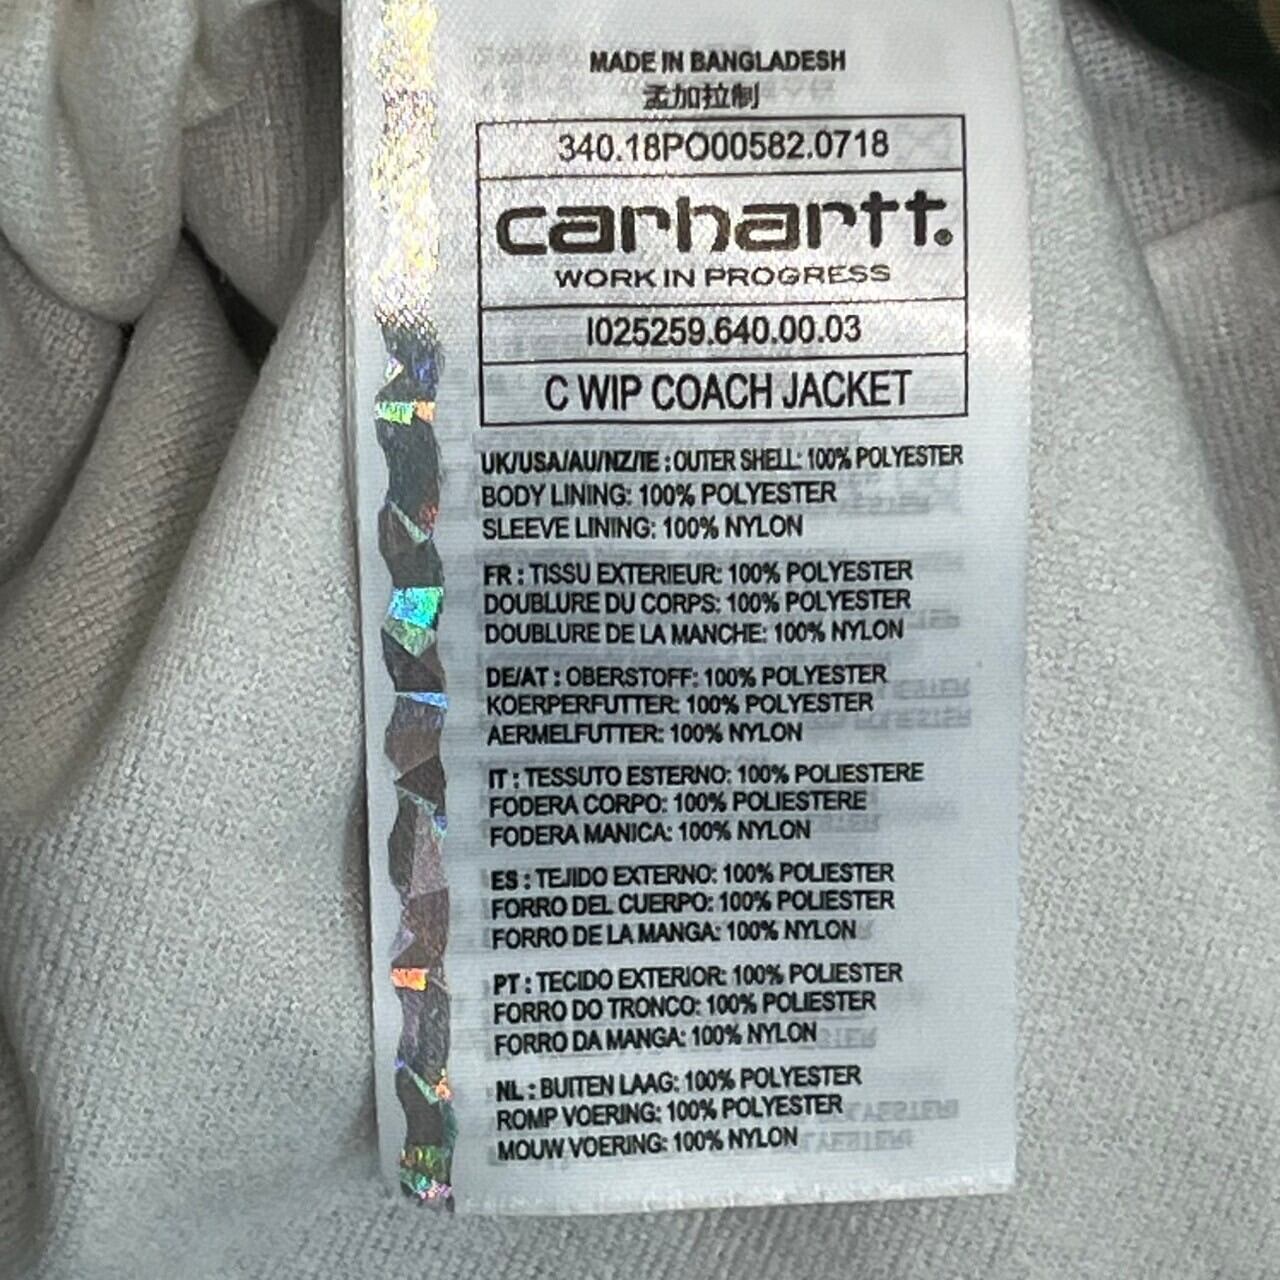 MADE IN BANGLADESH
孟加拉制
340.18PO00582.0718
carhartt.
WORK IN PROGRESS
I025259.640.00.03
C WIP COACH JACKET
UK/USA/AU/NZ/IE : OUTER SHELL: 100% POLYESTER
BODY LINING: 100% POLYESTER
SLEEVE LINING: 100% NYLON
FR : TISSU EXTERIEUR: 100% POLYESTER
DOUBLURE DU CORPS: 100% POLYESTER
DOUBLURE DE LA MANCHE: 100% NYLON
DE/AT : OBERSTOFF: 100% POLYESTER
KOERPERFUTTER: 100% POLYESTER
AERMELFUTTER: 100% NYLON
IT : TESSUTO ESTERNO: 100% POLIESTERE
FODERA CORPO: 100% POLIESTERE
FODERA MANICA: 100% NYLON
ES : TEJIDO EXTERNO: 100% POLIESTER
FORRO DEL CUERPO: 100% POLIESTER
FORRO DE LA MANGA: 100% NYLON
PT : TECIDO EXTERIOR: 100% POLIESTER
FORRO DO TRONCO: 100% POLIESTER
FORRO DA MANGA: 100% NYLON
NL : BUITEN LAAG: 100% POLYESTER
ROMP VOERING: 100% POLYESTER
MOUW VOERING: 100% NYLON